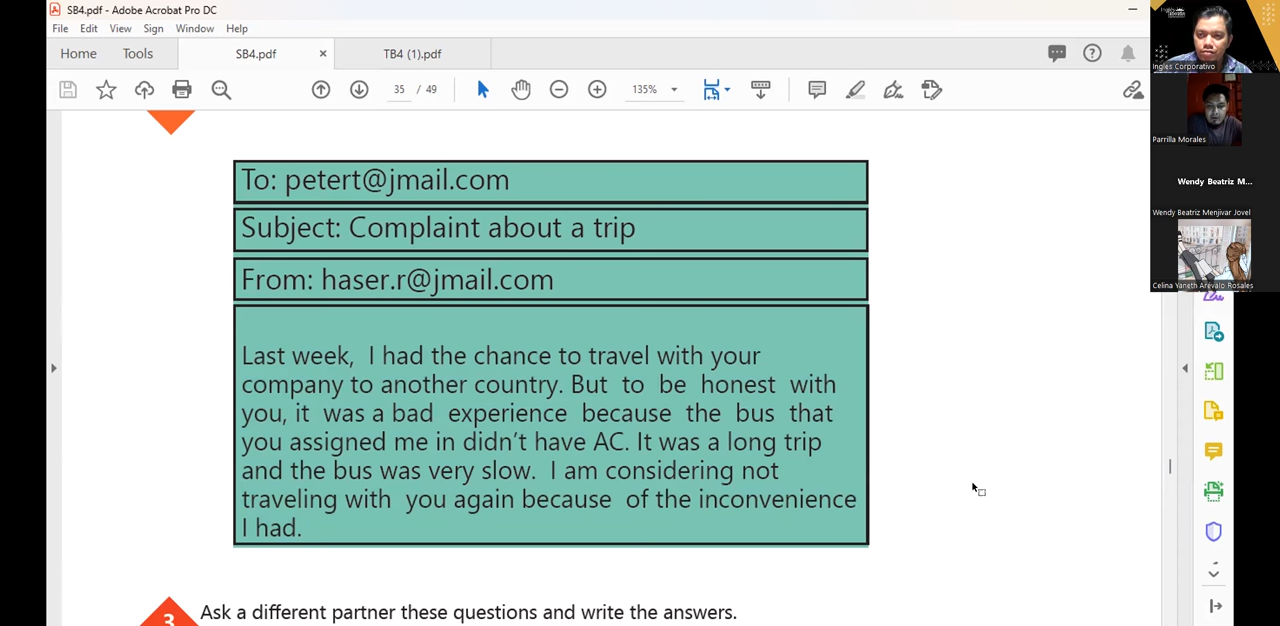 SB4.pdf - Adobe Acrobat Pro DC
File Edit View Sign Window Help
Home Tools SB4.pdf × TB4 (1).pdf
35 / 49 135%
To: petert@jmail.com
Subject: Complaint about a trip
From: haser.r@jmail.com
Last week, I had the chance to travel with your
company to another country. But to be honest with
you, it was a bad experience because the bus that
you assigned me in didn't have AC. It was a long trip
and the bus was very slow. I am considering not
traveling with you again because of the inconvenience
I had.
3 Ask a different partner these questions and write the answers.
Ingles Corporativo
Parrilla Morales
Wendy Beatriz M...
Wendy Beatriz Menjivar Jovel
Celina Yaneth Arévalo Rosales